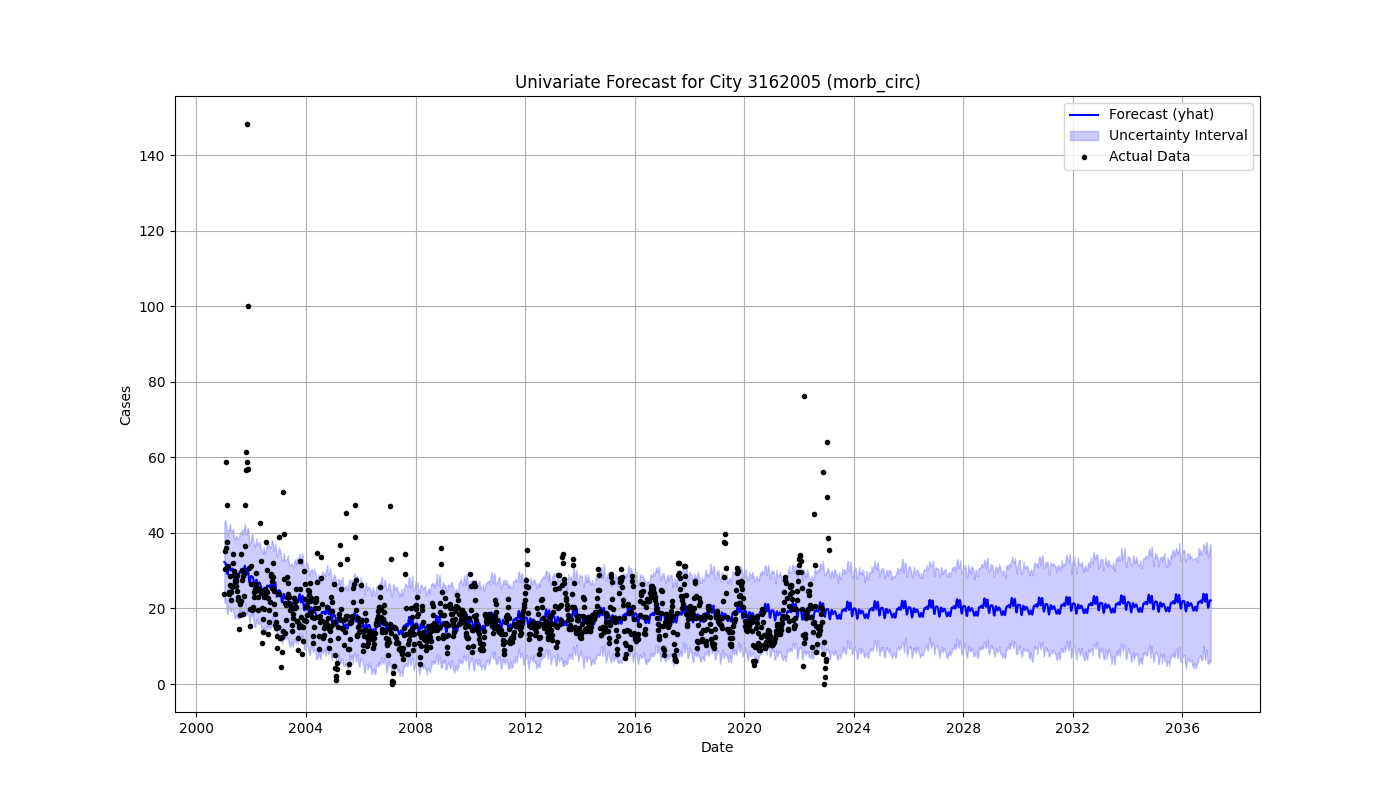 Univariate Forecast for City 3162005 (morb_circ)
Forecast (yhat)
Uncertainty Interval
Actual Data
Cases
140
120
100
80
60
40
20
0
2000 2004 2008 2012 2016 2020 2024 2028 2032 2036
Date